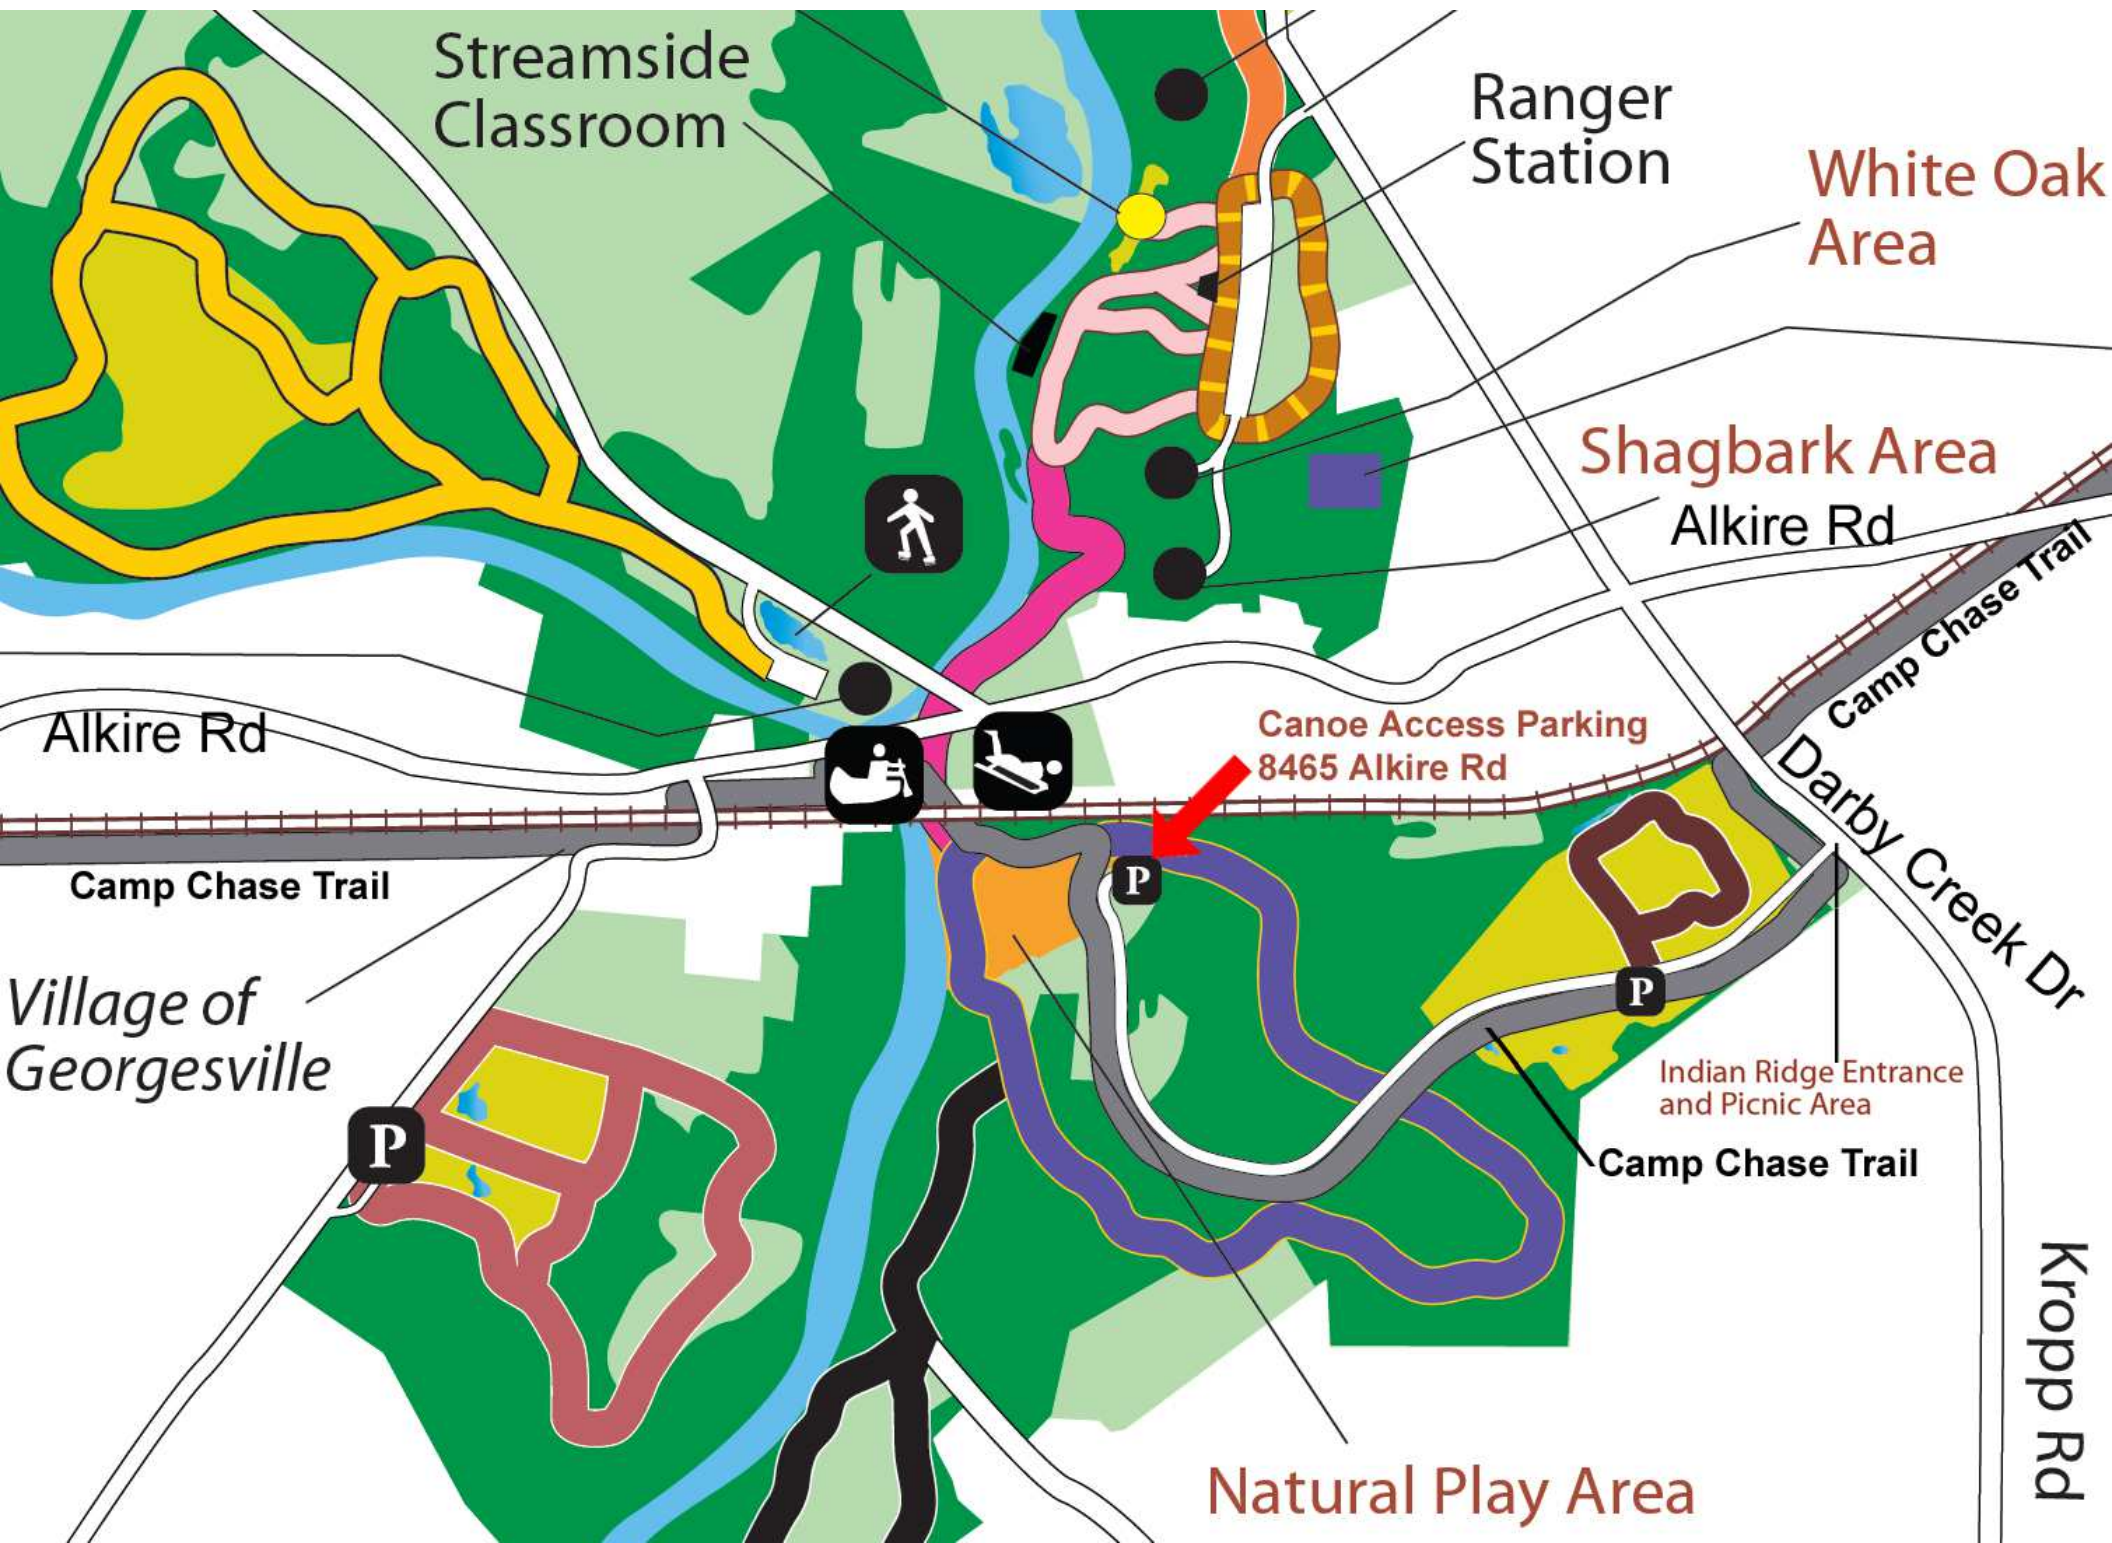 Streamside
Classroom
Ranger
Station
White Oak
Area
Shagbark Area
Alkire Rd
Camp Chase Trail
Alkire Rd
Canoe Access Parking
8465 Alkire Rd
Darby Creek Dr
Camp Chase Trail
P
P
Village of
Georgesville
Indian Ridge Entrance
and Picnic Area
P
Camp Chase Trail
Kropp Rd
Natural Play Area